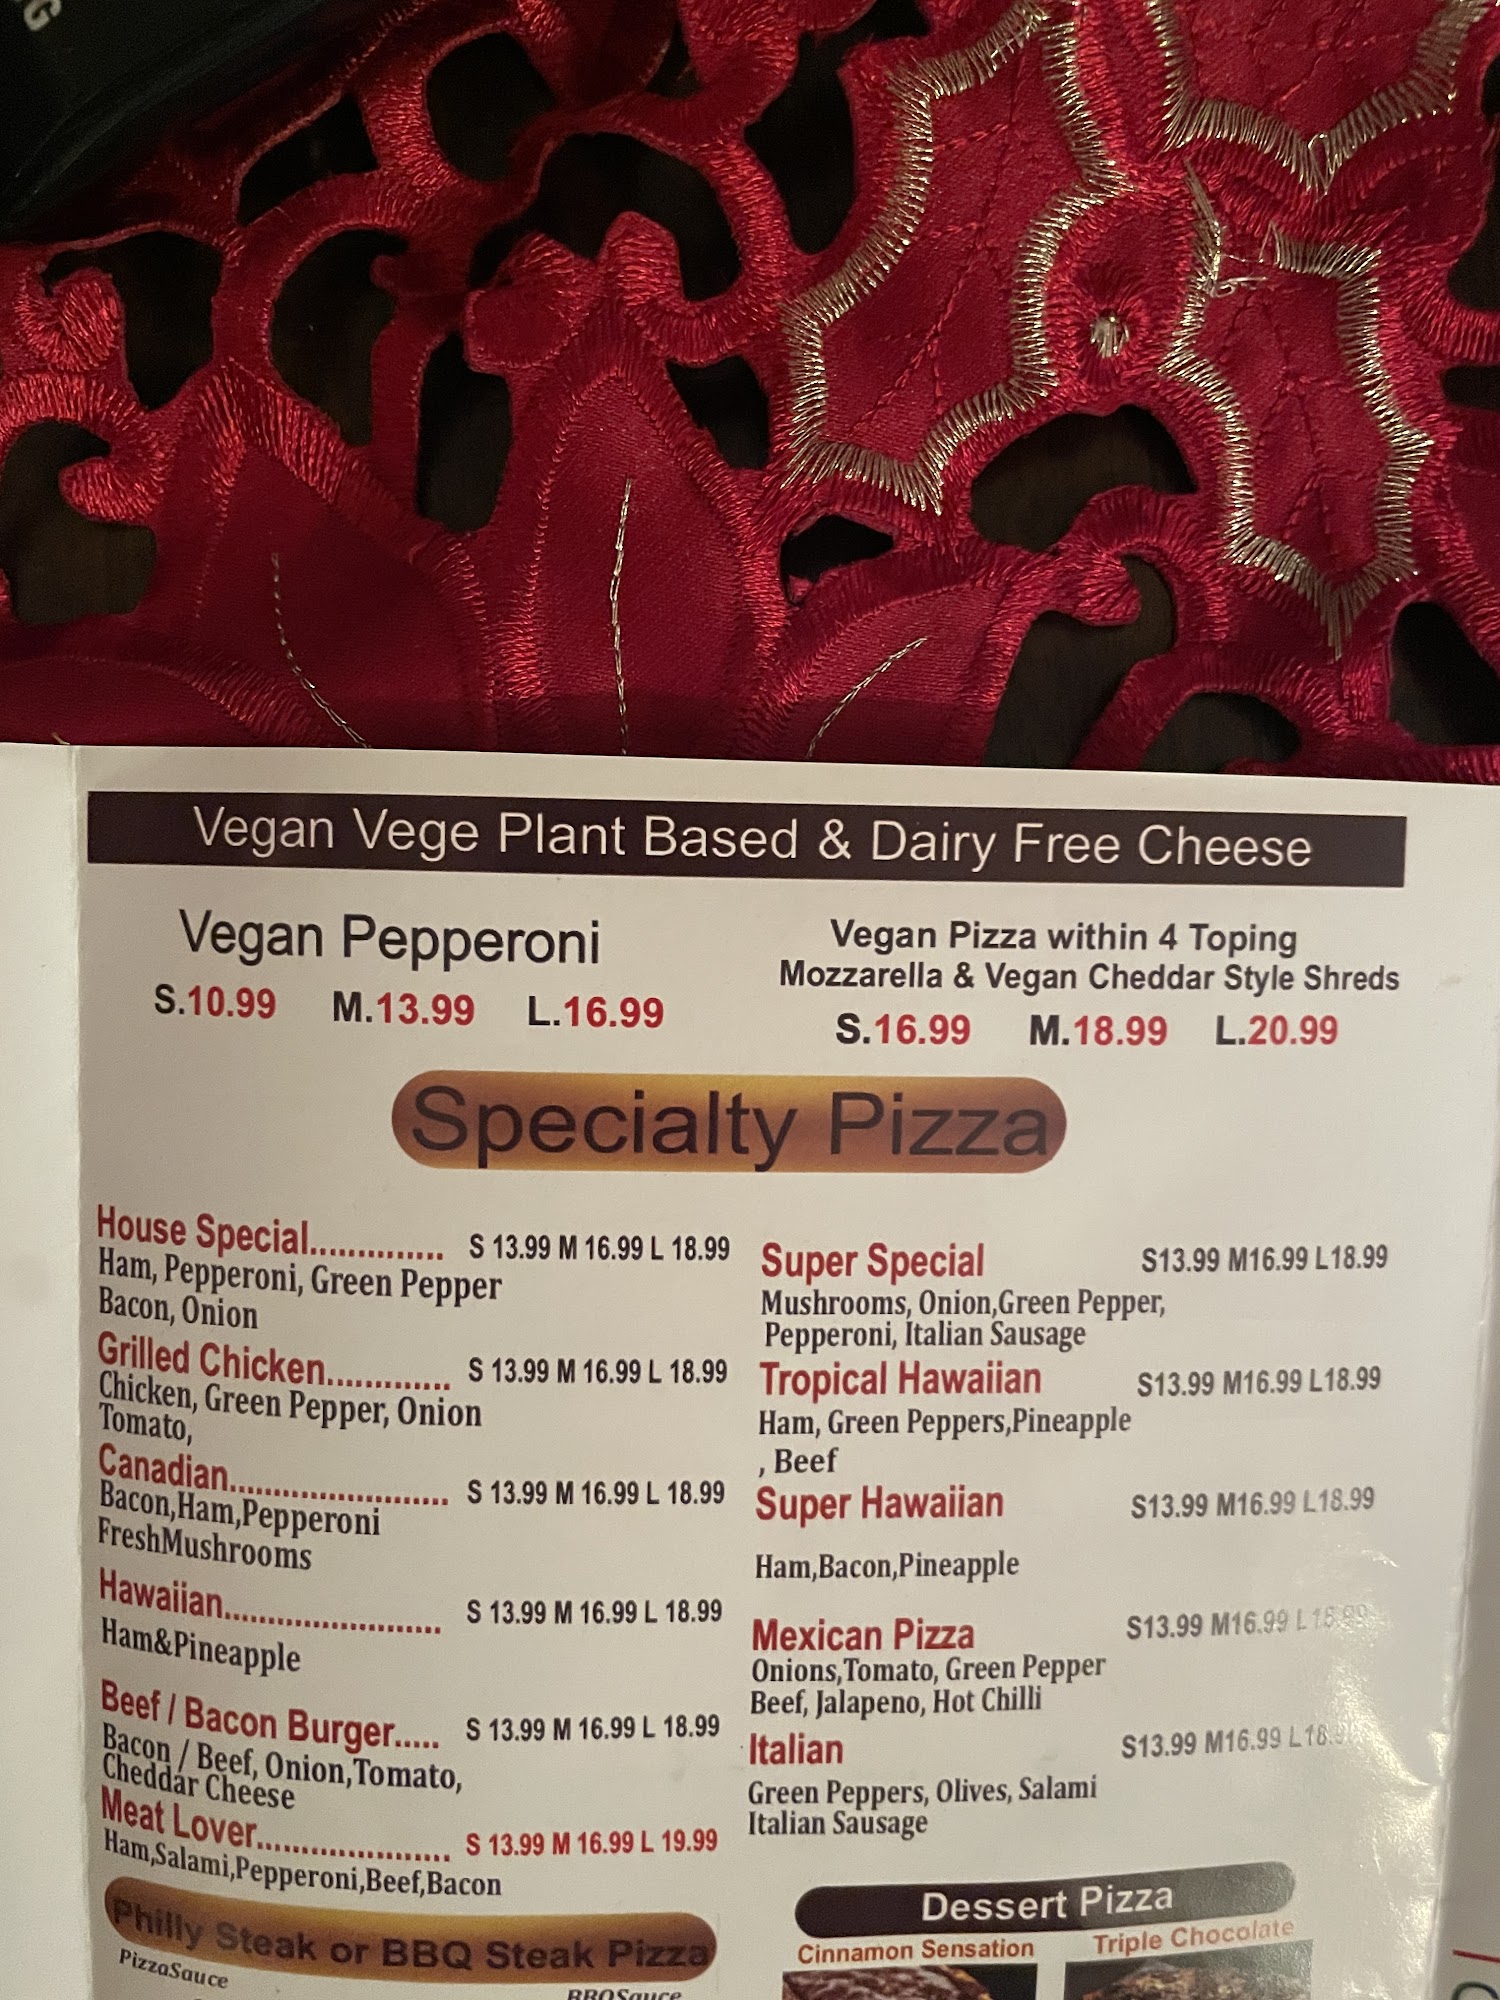 Vegan Vege Plant Based & Dairy Free Cheese
Vegan Pepperoni
S.10.99 M.13.99 L.16.99
Vegan Pizza within 4 Toping
Mozzarella & Vegan Cheddar Style Shreds
S.16.99 M.18.99 L.20.99
Specialty Pizza
House Special.............. S 13.99 M 16.99 L 18.99
Ham, Pepperoni, Green Pepper
Bacon, Onion
Grilled Chicken............. S 13.99 M 16.99 L 18.99
Chicken, Green Pepper, Onion
Tomato,
Canadian......................... S 13.99 M 16.99 L 18.99
Bacon,Ham,Pepperoni
FreshMushrooms
Hawaiian......................... S 13.99 M 16.99 L 18.99
Ham&Pineapple
Beef / Bacon Burger..... S 13.99 M 16.99 L 18.99
Bacon / Beef, Onion,Tomato,
Cheddar Cheese
Meat Lover...................... S 13.99 M 16.99 L 19.99
Ham,Salami,Pepperoni,Beef,Bacon
Philly Steak or BBQ Steak Pizza
PizzaSauce
BBQSauce
Super Special S13.99 M16.99 L18.99
Mushrooms, Onion,Green Pepper,
Pepperoni, Italian Sausage
Tropical Hawaiian S13.99 M16.99 L18.99
Ham, Green Peppers,Pineapple
, Beef
Super Hawaiian S13.99 M16.99 L18.99
Ham,Bacon,Pineapple
Mexican Pizza S13.99 M16.99 L18.99
Onions,Tomato, Green Pepper
Beef, Jalapeno, Hot Chilli
Italian S13.99 M16.99
Green Peppers, Olives, Salami
Italian Sausage
Dessert Pizza
Cinnamon Sensation Triple Chocolate